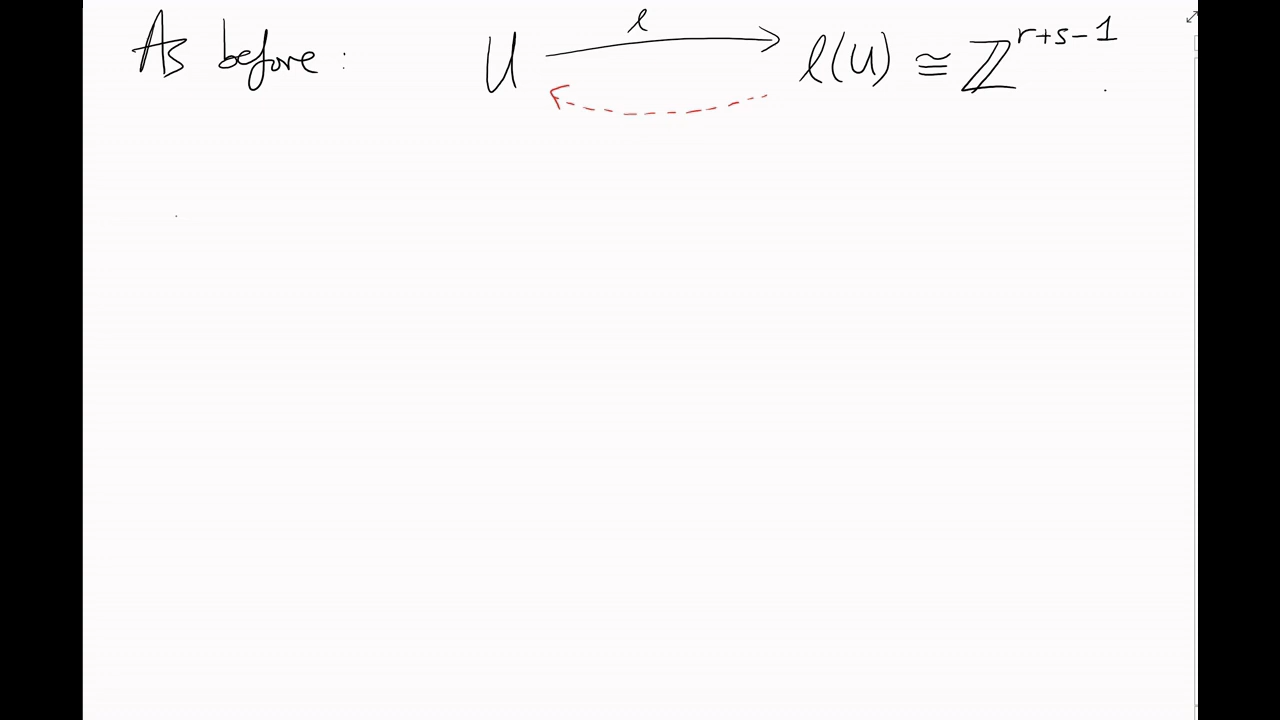 As before : U ℓ ℓ(U) ≅ ℤ^{r+s-1}